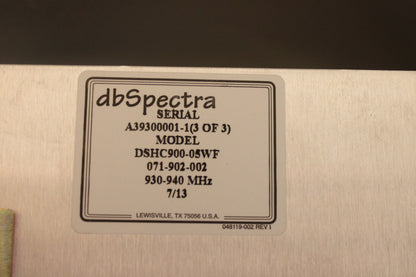 dbSpectra
SERIAL
A39300001-1(3 OF 3)
MODEL
DSHC900-05WF
071-902-002
930-940 MHz
7/13
LEWISVILLE, TX 75056 U.S.A.
048119-002 REV I